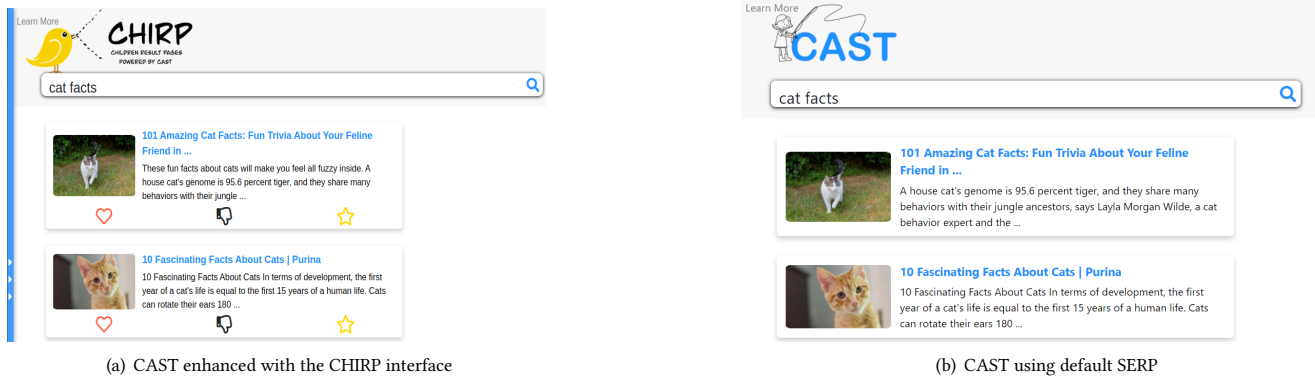 Learn More
CHIRP
CHILDREN RESULT PAGES
POWERED BY CAST
cat facts
101 Amazing Cat Facts: Fun Trivia About Your Feline
Friend in ...
These fun facts about cats will make you feel all fuzzy inside. A
house cat's genome is 95.6 percent tiger, and they share many
behaviors with their jungle ...
10 Fascinating Facts About Cats | Purina
10 Fascinating Facts About Cats In terms of development, the first
year of a cat's life is equal to the first 15 years of a human life. Cats
can rotate their ears 180 ...
(a) CAST enhanced with the CHIRP interface
Learn More
CAST
cat facts
101 Amazing Cat Facts: Fun Trivia About Your Feline
Friend in ...
A house cat's genome is 95.6 percent tiger, and they share many
behaviors with their jungle ancestors, says Layla Morgan Wilde, a cat
behavior expert and the ...
10 Fascinating Facts About Cats | Purina
10 Fascinating Facts About Cats In terms of development, the first
year of a cat's life is equal to the first 15 years of a human life. Cats
can rotate their ears 180 ...
(b) CAST using default SERP